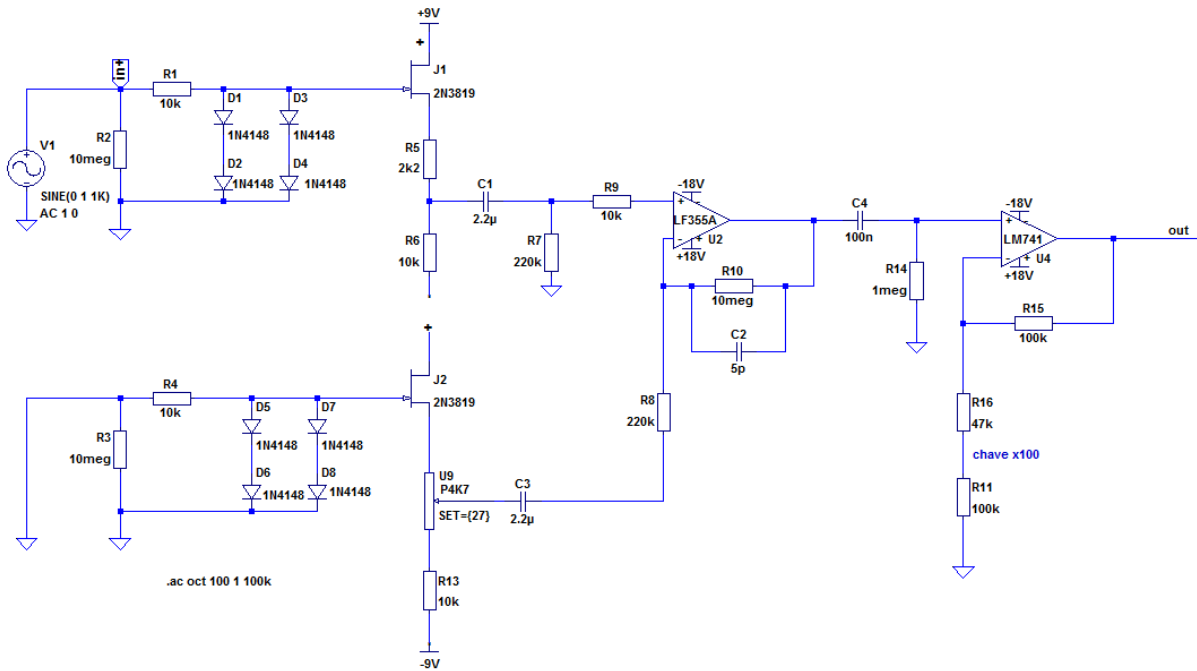 +9V
+
in+
R1
10k
D1
D3
1N4148
1N4148
J1
2N3819
V1
R2
10meg
D2
D4
1N4148
1N4148
SINE(0 1 1K)
AC 1 0
R5
2k2
C1
2.2µ
R9
10k
R6
10k
R7
220k
-18V
+
-
LF355A
-
+
U2
+18V
C4
100n
-18V
+
-
LM741
-
+
U4
+18V
out
R10
10meg
R14
1meg
R15
100k
C2
5p
+
R4
10k
D5
D7
1N4148
1N4148
J2
2N3819
R3
10meg
D6
D8
1N4148
1N4148
R8
220k
R16
47k
chave x100
U9
P4K7
SET={27}
C3
2.2µ
R11
100k
.ac oct 100 1 100k
R13
10k
-9V